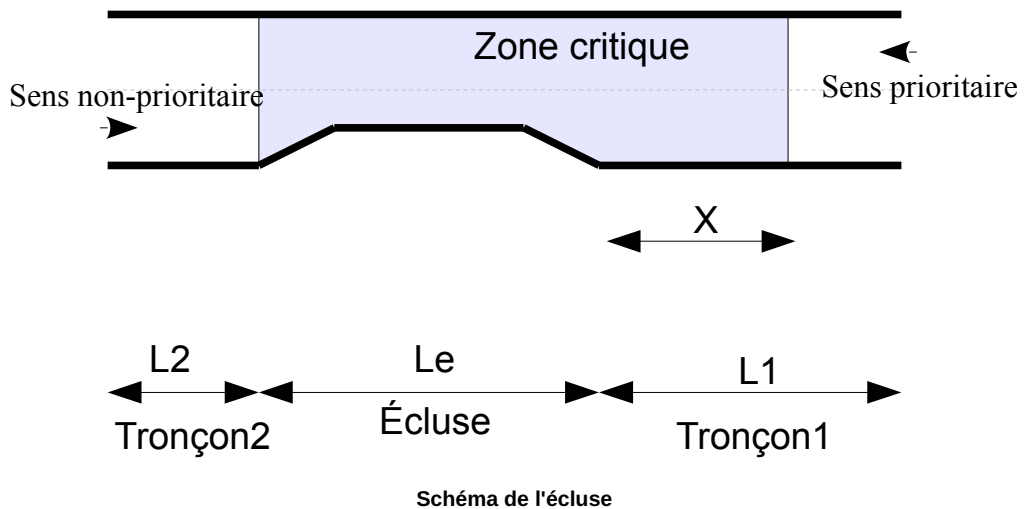 Zone critique
Sens non-prioritaire
Sens prioritaire
X
L2
Le
L1
Tronçon2
Écluse
Tronçon1
Schéma de l'écluse